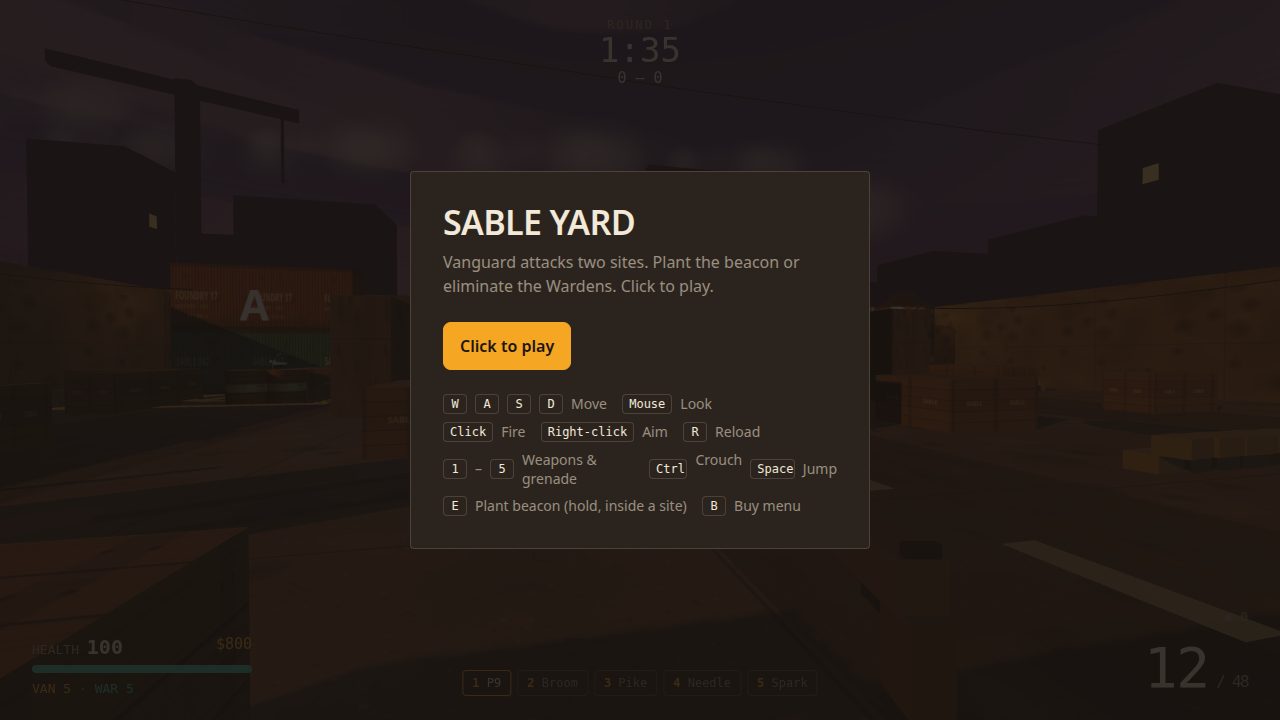 ROUND 1
1:35
0 – 0
A
FOUNDRY 17
SABLE YARD
Vanguard attacks two sites. Plant the beacon or
eliminate the Wardens. Click to play.
Click to play
W A S D Move Mouse Look
Click Fire Right-click Aim R Reload
1 – 5 Weapons & grenade Ctrl Crouch Space Jump
E Plant beacon (hold, inside a site) B Buy menu
HEALTH 100 $800
VAN 5 · WAR 5
1 P9 2 Broom 3 Pike 4 Needle 5 Spark
12 / 48